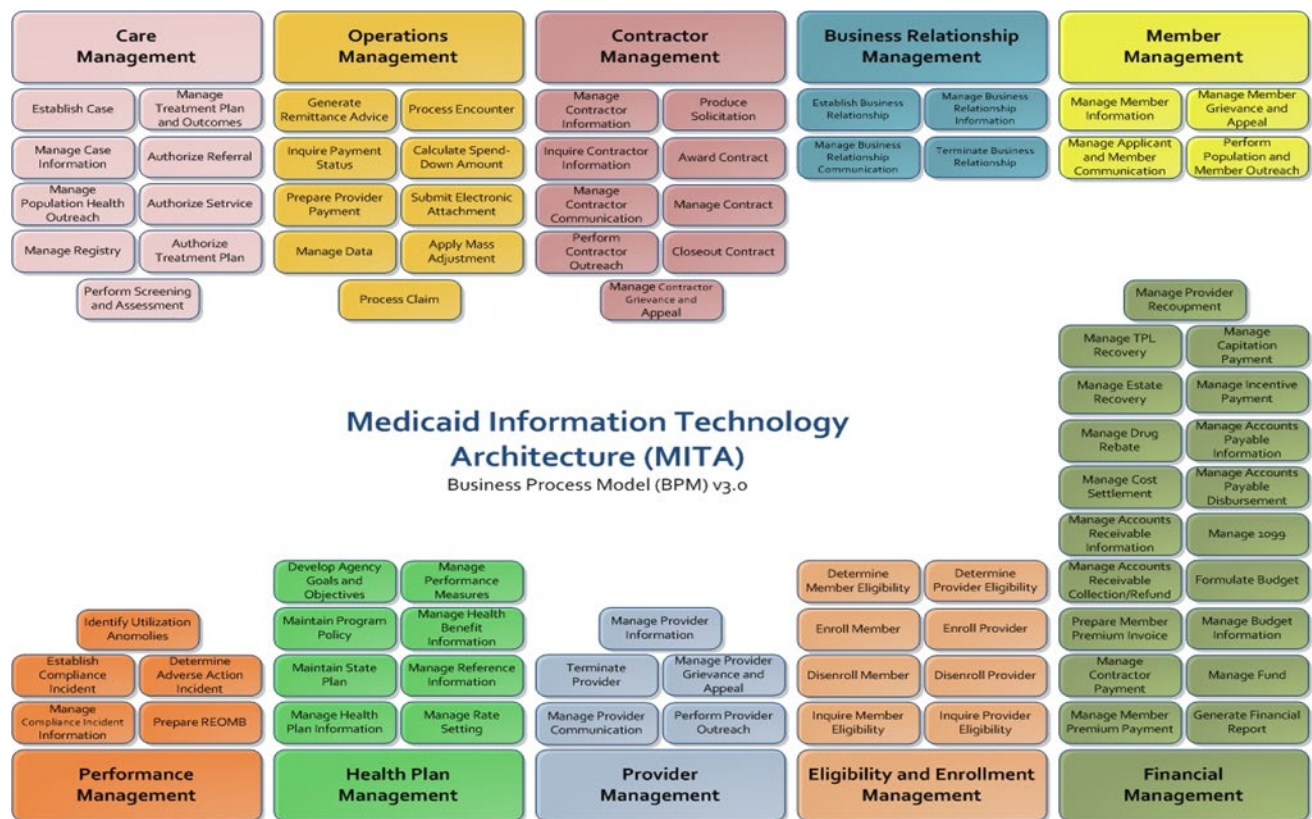 Care
Management
Establish Case
Manage
Treatment Plan
and Outcomes
Manage Case
Information
Authorize Referral
Manage
Population Health
Outreach
Authorize Setrvice
Manage Registry
Authorize
Treatment Plan
Perform Screening
and Assessment
Operations
Management
Generate
Remittance Advice
Process Encounter
Inquire Payment
Status
Calculate Spend-
Down Amount
Prepare Provider
Payment
Submit Electronic
Attachment
Manage Data
Apply Mass
Adjustment
Process Claim
Contractor
Management
Manage
Contractor
Information
Produce
Solicitation
Inquire Contractor
Information
Award Contract
Manage
Contractor
Communication
Manage Contract
Perform
Contractor
Outreach
Closeout Contract
Manage Contractor
Grievance and
Appeal
Business Relationship
Management
Establish Business
Relationship
Manage Business
Relationship
Information
Manage Business
Relationship
Communication
Terminate Business
Relationship
Member
Management
Manage Member
Information
Manage Member
Grievance and
Appeal
Manage Applicant
and Member
Communication
Perform
Population and
Member Outreach
Medicaid Information Technology
Architecture (MITA)
Business Process Model (BPM) v3.0
Identify Utilization
Anomolies
Establish
Compliance
Incident
Determine
Adverse Action
Incident
Manage
Compliance Incident
Information
Prepare REOMB
Performance
Management
Develop Agency
Goals and
Objectives
Manage
Performance
Measures
Maintain Program
Policy
Manage Health
Benefit
Information
Maintain State
Plan
Manage Reference
Information
Manage Health
Plan Information
Manage Rate
Setting
Health Plan
Management
Manage Provider
Information
Terminate
Provider
Manage Provider
Grievance and
Appeal
Manage Provider
Communication
Perform Provider
Outreach
Provider
Management
Determine
Member Eligibility
Determine
Provider Eligibility
Enroll Member
Enroll Provider
Disenroll Member
Disenroll Provider
Inquire Member
Eligibility
Inquire Provider
Eligibility
Eligibility and Enrollment
Management
Manage Provider
Recoupment
Manage TPL
Recovery
Manage
Capitation
Payment
Manage Estate
Recovery
Manage Incentive
Payment
Manage Drug
Rebate
Manage Accounts
Payable
Information
Manage Cost
Settlement
Manage Accounts
Payable
Disbursement
Manage Accounts
Receivable
Information
Manage 1099
Manage Accounts
Receivable
Collection/Refund
Formulate Budget
Prepare Member
Premium Invoice
Manage Budget
Information
Manage
Contractor
Payment
Manage Fund
Manage Member
Premium Payment
Generate Financial
Report
Financial
Management